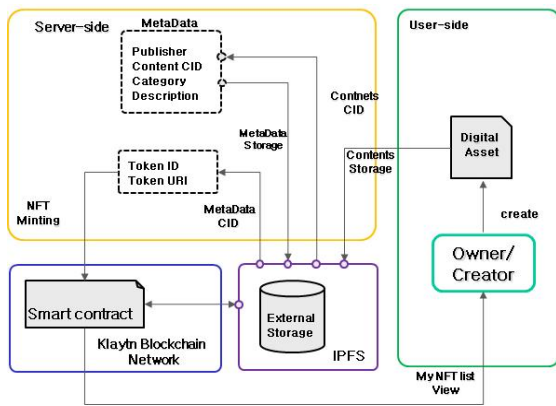 Server-side
MetaData
Publisher
Content CID
Category
Description
MetaData
Storage
Contnets
CID
Contents
Storage
Token ID
Token URI
MetaData
CID
NFT
Minting
User-side
Digital
Asset
create
Owner/
Creator
Smart contract
Klaytn Blockchain
Network
External
Storage
IPFS
My NFT list
View